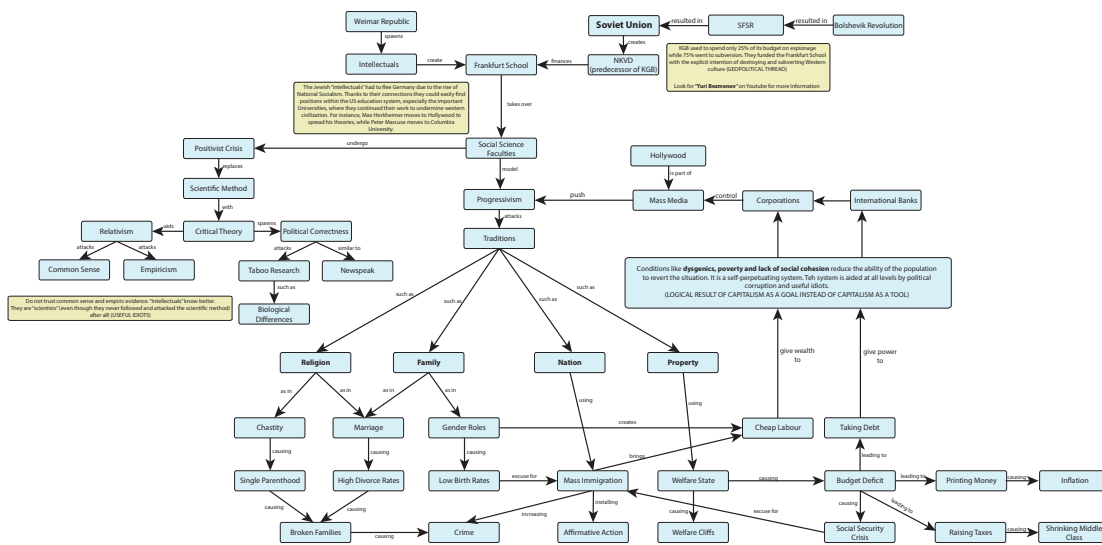 Weimar Republic
Soviet Union
resulted in
SFSR
resulted in
Bolshevik Revolution
spawns
creates
Intellectuals
create
Frankfurt School
finances
NKVD
(predecessor of KGB)
KGB used to spend only 25% of its budget on espionage
while 75% went to subversion. They funded the Frankfurt School
with the explicit intention of destroying and subverting Western
culture (GEOPOLITICAL THREAD)
Look for "Yuri Bezmenov" on Youtube for more Information
The Jewish "intellectuals" had to flee Germany due to the rise of
National Socialism. Thanks to their connections they could easily find
positions within the US education system, especially the important
Universities, where they continued their work to undermine western
civilization. For instance, Max Horkheimer moves to Hollywood to
spread his theories, while Peter Marcuse moves to Columbia
University.
takes over
undergo
Positivist Crisis
Social Science
Faculties
Hollywood
replaces
model
is part of
Scientific Method
Progressivism
push
Mass Media
control
Corporations
International Banks
with
attacks
Relativism
aids
Critical Theory
spawns
Political Correctness
Traditions
attacks
attacks
attacks
similar to
Common Sense
Empiricism
Taboo Research
Newspeak
Conditions like dysgenics, poverty and lack of social cohesion reduce the ability of the population
to revert the situation. It is a self-perpetuating system. Teh system is aided at all levels by political
corruption and useful idiots.
(LOGICAL RESULT OF CAPITALISM AS A GOAL INSTEAD OF CAPITALISM AS A TOOL)
such as
Biological
Differences
Do not trust common sense and empiric evidence. "Intellectuals" know better.
They are "scientists" (even though they never followed and attacked the scientific method)
after all (USEFUL IDIOTS)
such as
such as
such as
such as
give wealth
to
give power
to
Religion
Family
Nation
Property
as in
as in
as in
as in
using
using
Chastity
Marriage
Gender Roles
creates
Cheap Labour
Taking Debt
causing
causing
causing
brings
leading to
Single Parenthood
High Divorce Rates
Low Birth Rates
excuse for
Mass Immigration
Welfare State
causing
Budget Deficit
leading to
Printing Money
causing
Inflation
causing
causing
increasing
installing
causing
excuse for
causing
leading to
Broken Families
causing
Crime
Affirmative Action
Welfare Cliffs
Social Security
Crisis
Raising Taxes
causing
Shrinking Middle
Class